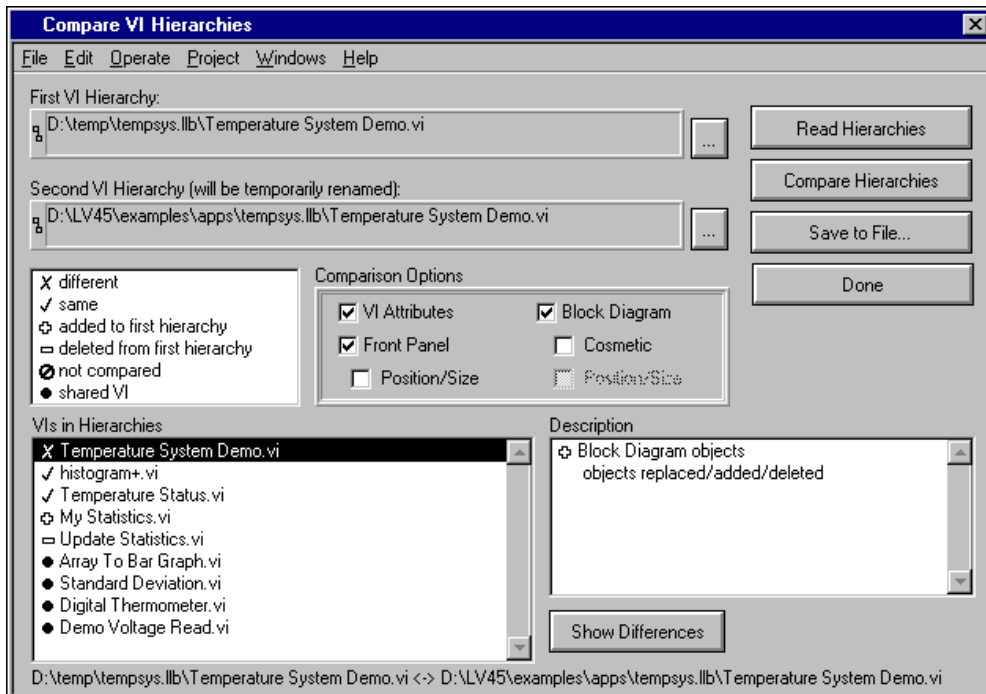 Compare VI Hierarchies
File Edit Operate Project Windows Help
First VI Hierarchy:
D:\temp\tempsys.llb\Temperature System Demo.vi
...
Read Hierarchies
Second VI Hierarchy (will be temporarily renamed):
D:\LV45\examples\apps\tempsys.llb\Temperature System Demo.vi
...
Compare Hierarchies
Save to File...
Done
different
same
added to first hierarchy
deleted from first hierarchy
not compared
shared VI
Comparison Options
VI Attributes
Block Diagram
Front Panel
Cosmetic
Position/Size
Position/Size
VIs in Hierarchies
Temperature System Demo.vi
histogram+.vi
Temperature Status.vi
My Statistics.vi
Update Statistics.vi
Array To Bar Graph.vi
Standard Deviation.vi
Digital Thermometer.vi
Demo Voltage Read.vi
Description
Block Diagram objects
objects replaced/added/deleted
Show Differences
D:\temp\tempsys.llb\Temperature System Demo.vi <-> D:\LV45\examples\apps\tempsys.llb\Temperature System Demo.vi